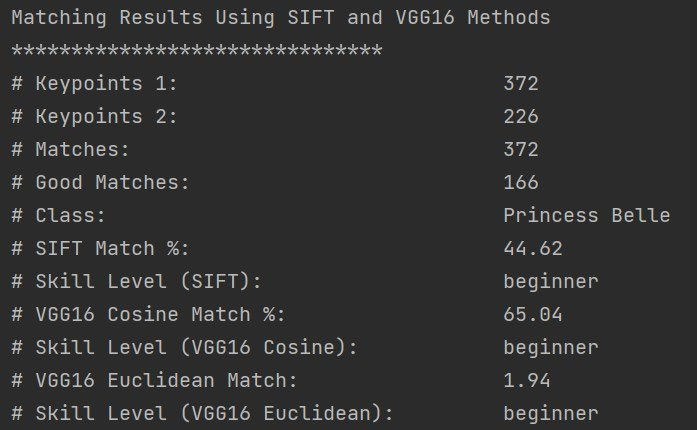 Matching Results Using SIFT and VGG16 Methods
*******************************
# Keypoints 1: 372
# Keypoints 2: 226
# Matches: 372
# Good Matches: 166
# Class: Princess Belle
# SIFT Match %: 44.62
# Skill Level (SIFT): beginner
# VGG16 Cosine Match %: 65.04
# Skill Level (VGG16 Cosine): beginner
# VGG16 Euclidean Match: 1.94
# Skill Level (VGG16 Euclidean): beginner